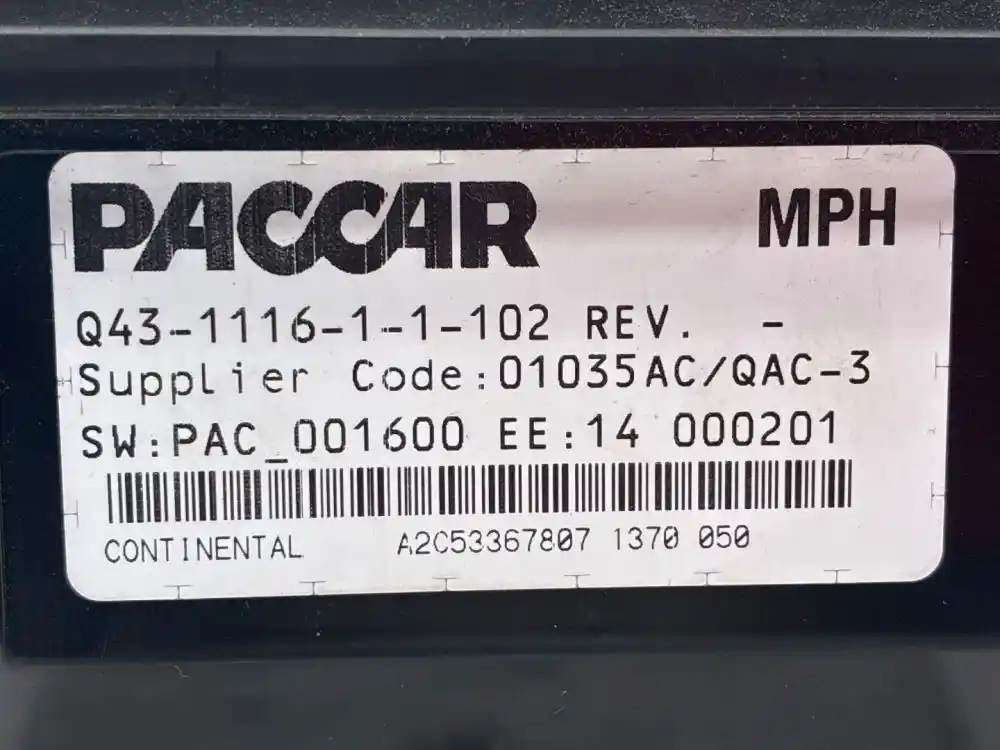 PACCAR MPH
Q43-1116-1-1-102 REV. -
Supplier Code:01035AC/QAC-3
SW:PAC_001600 EE:14 000201
CONTINENTAL A2C53367807 1370 050